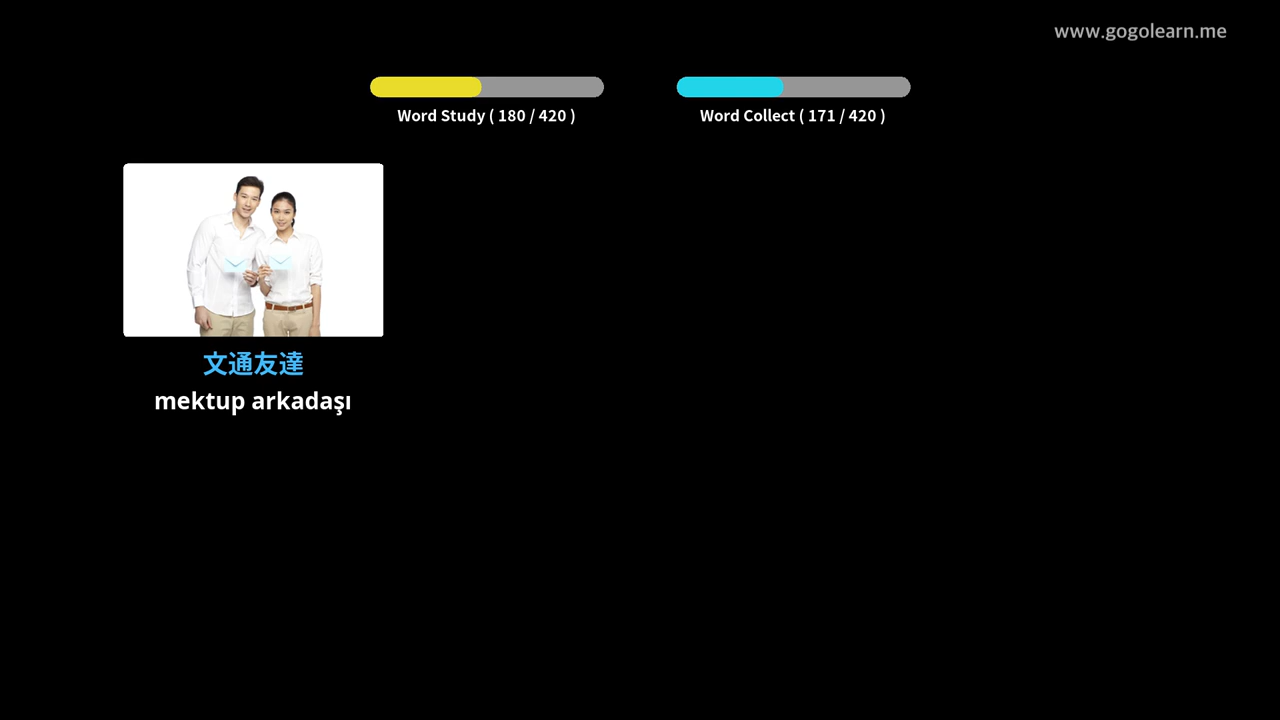 www.gogolearn.me
Word Study ( 180 / 420 )
Word Collect ( 171 / 420 )
文通友達
mektup arkadaşı